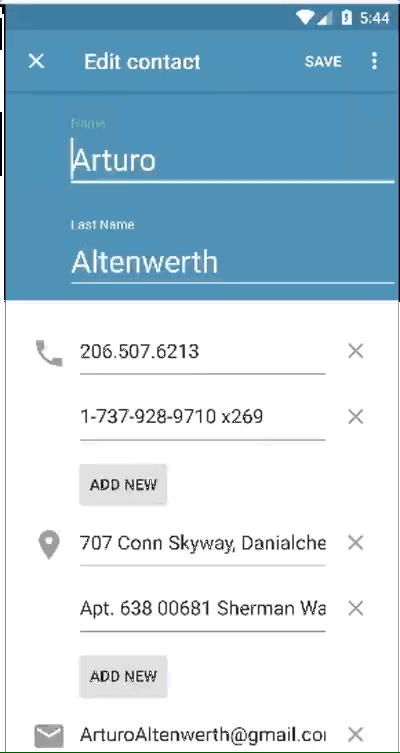 5:44
Edit contact
SAVE
Name
Arturo
Last Name
Altenwerth
206.507.6213
1-737-928-9710 x269
ADD NEW
707 Conn Skyway, Danialche
Apt. 638 00681 Sherman Wa
ADD NEW
ArturoAltenwerth@gmail.co